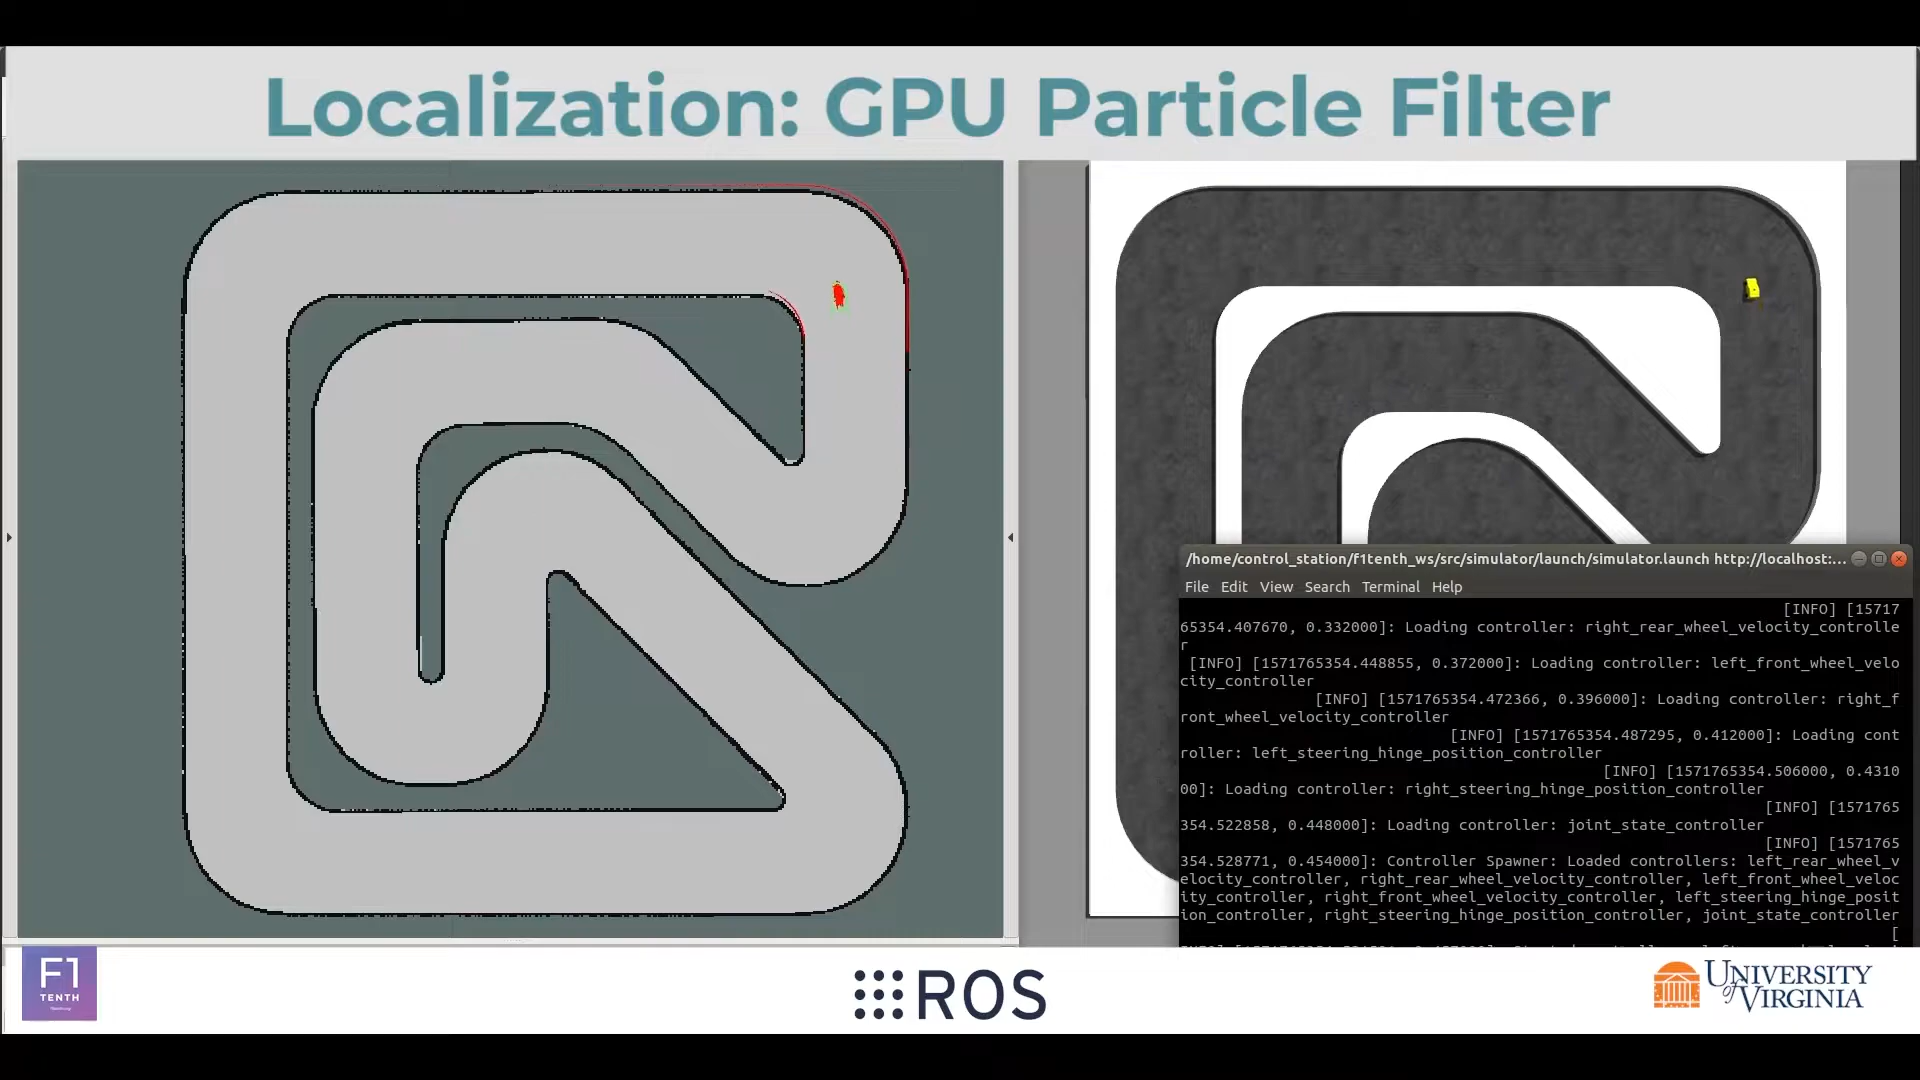 Localization: GPU Particle Filter
/home/control_station/f1tenth_ws/src/simulator/launch/simulator.launch http://localhost:...
File Edit View Search Terminal Help
[INFO] [15717
65354.407670, 0.332000]: Loading controller: right_rear_wheel_velocity_controlle
r
[INFO] [1571765354.448855, 0.372000]: Loading controller: left_front_wheel_velo
city_controller
[INFO] [1571765354.472366, 0.396000]: Loading controller: right_f
ront_wheel_velocity_controller
[INFO] [1571765354.487295, 0.412000]: Loading cont
roller: left_steering_hinge_position_controller
[INFO] [1571765354.506000, 0.4310
00]: Loading controller: right_steering_hinge_position_controller
[INFO] [1571765
354.522858, 0.448000]: Loading controller: joint_state_controller
[INFO] [1571765
354.528771, 0.454000]: Controller Spawner: Loaded controllers: left_rear_wheel_v
elocity_controller, right_rear_wheel_velocity_controller, left_front_wheel_veloc
ity_controller, right_front_wheel_velocity_controller, left_steering_hinge_posit
ion_controller, right_steering_hinge_position_controller, joint_state_controller
[
F1
TENTH
ROS
UNIVERSITY
of VIRGINIA